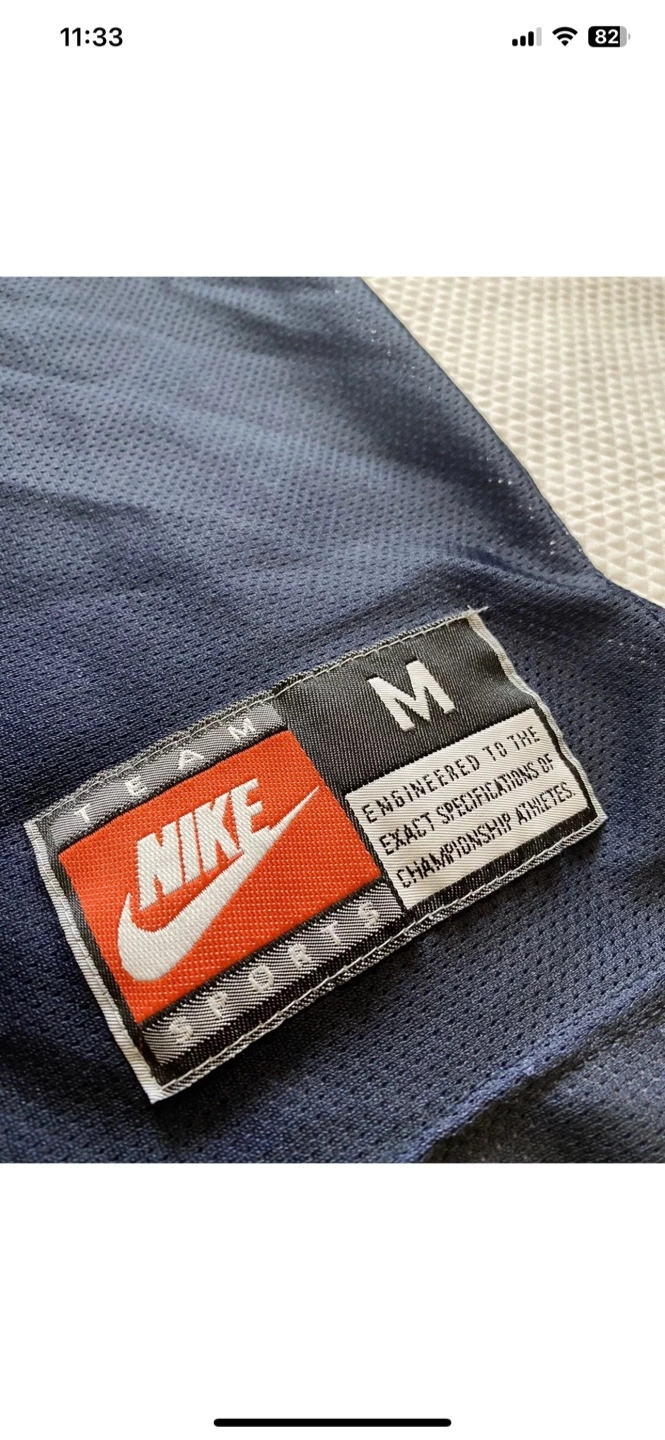 11:33
82
M
TEAM
NIKE
SPORTS
ENGINEERED TO THE
EXACT SPECIFICATIONS OF
CHAMPIONSHIP ATHLETES